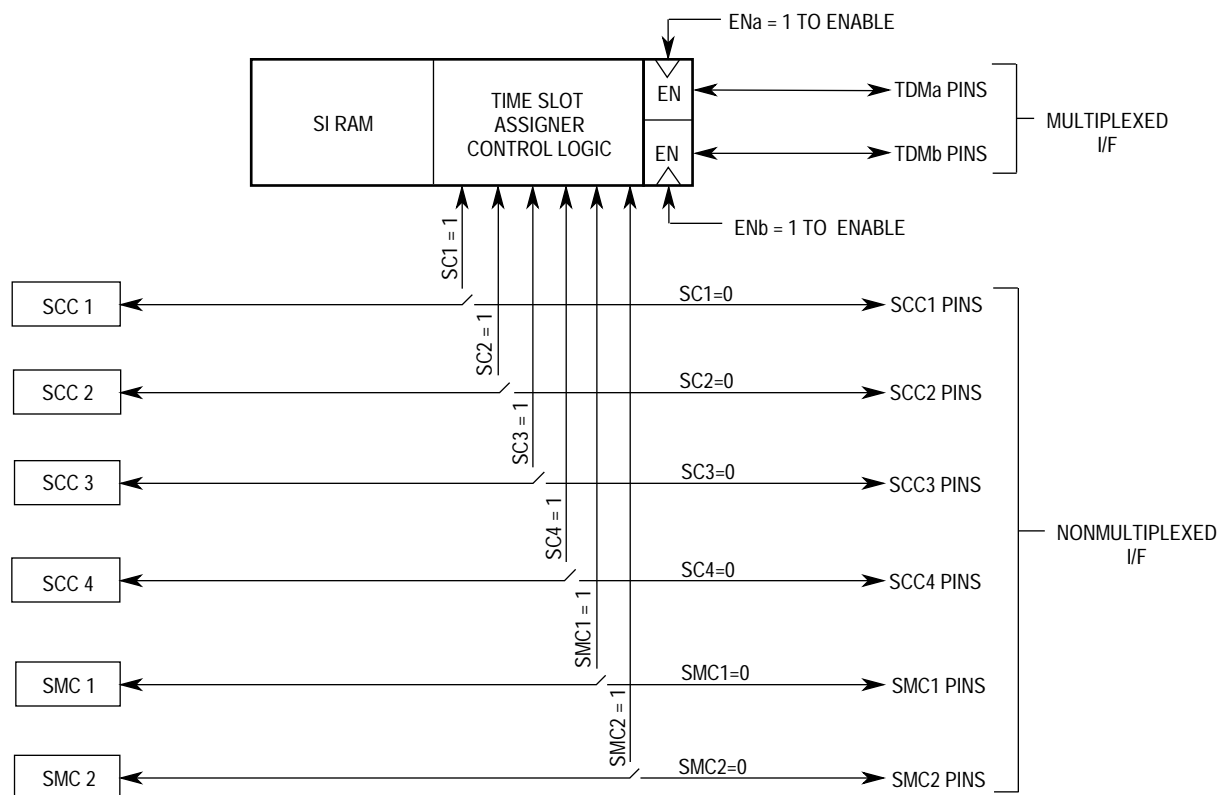 ENa = 1 TO ENABLE
SI RAM
TIME SLOT
ASSIGNER
CONTROL LOGIC
EN
EN
TDMa PINS
TDMb PINS
MULTIPLEXED
I/F
ENb = 1 TO ENABLE
SC1 = 1
SCC 1
SC1=0
SCC1 PINS
SC2 = 1
SCC 2
SC2=0
SCC2 PINS
SC3 = 1
SCC 3
SC3=0
SCC3 PINS
SC4 = 1
NONMULTIPLEXED
I/F
SCC 4
SC4=0
SCC4 PINS
SMC1 = 1
SMC 1
SMC1=0
SMC1 PINS
SMC2 = 1
SMC 2
SMC2=0
SMC2 PINS